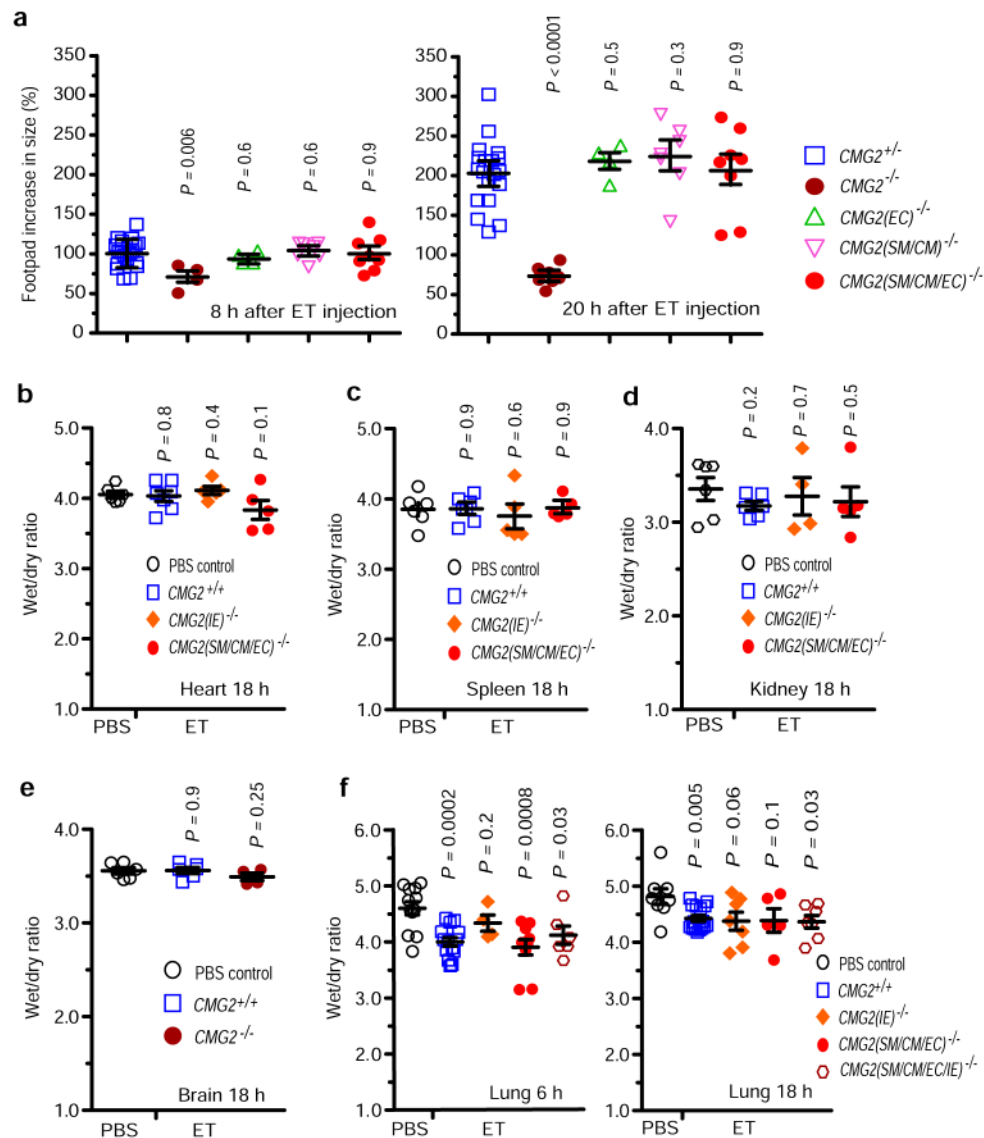 a
Footpad increase in size (%)
350
300
250
200
150
100
50
0
P = 0.006
P = 0.6
P = 0.6
P = 0.9
8 h after ET injection
350
300
250
200
150
100
50
0
P < 0.0001
P = 0.5
P = 0.3
P = 0.9
20 h after ET injection
CMG2+/-
CMG2-/-
CMG2(EC)-/-
CMG2(SM/CM)-/-
CMG2(SM/CM/EC)-/-
b
Wet/dry ratio
5.0
4.0
4.0
2.0
1.0
P = 0.8
P = 0.4
P = 0.1
PBS control
CMG2+/+
CMG2(IE)-/-
CMG2(SM/CM/EC)-/-
Heart 18 h
PBS
ET
c
Wet/dry ratio
5.0
4.0
3.0
2.0
1.0
P = 0.9
P = 0.6
P = 0.9
PBS control
CMG2+/+
CMG2(IE)-/-
CMG2(SM/CM/EC)-/-
Spleen 18 h
PBS
ET
d
Wet/dry ratio
4.0
3.0
2.0
1.0
P = 0.2
P = 0.7
P = 0.5
PBS control
CMG2+/+
CMG2(IE)-/-
CMG2(SM/CM/EC)-/-
Kidney 18 h
PBS
ET
e
Wet/dry ratio
4.0
3.0
2.0
1.0
P = 0.9
P = 0.25
PBS control
CMG2+/+
CMG2-/-
Brain 18 h
PBS
ET
f
Wet/dry ratio
6.0
5.0
4.0
3.0
2.0
1.0
P = 0.0002
P = 0.2
P = 0.0008
P = 0.03
Lung 6 h
PBS
ET
Wet/dry ratio
6.0
5.0
4.0
3.0
2.0
1.0
P = 0.005
P = 0.06
P = 0.1
P = 0.03
PBS control
CMG2+/+
CMG2(IE)-/-
CMG2(SM/CM/EC)-/-
CMG2(SM/CM/EC/IE)-/-
Lung 18 h
PBS
ET